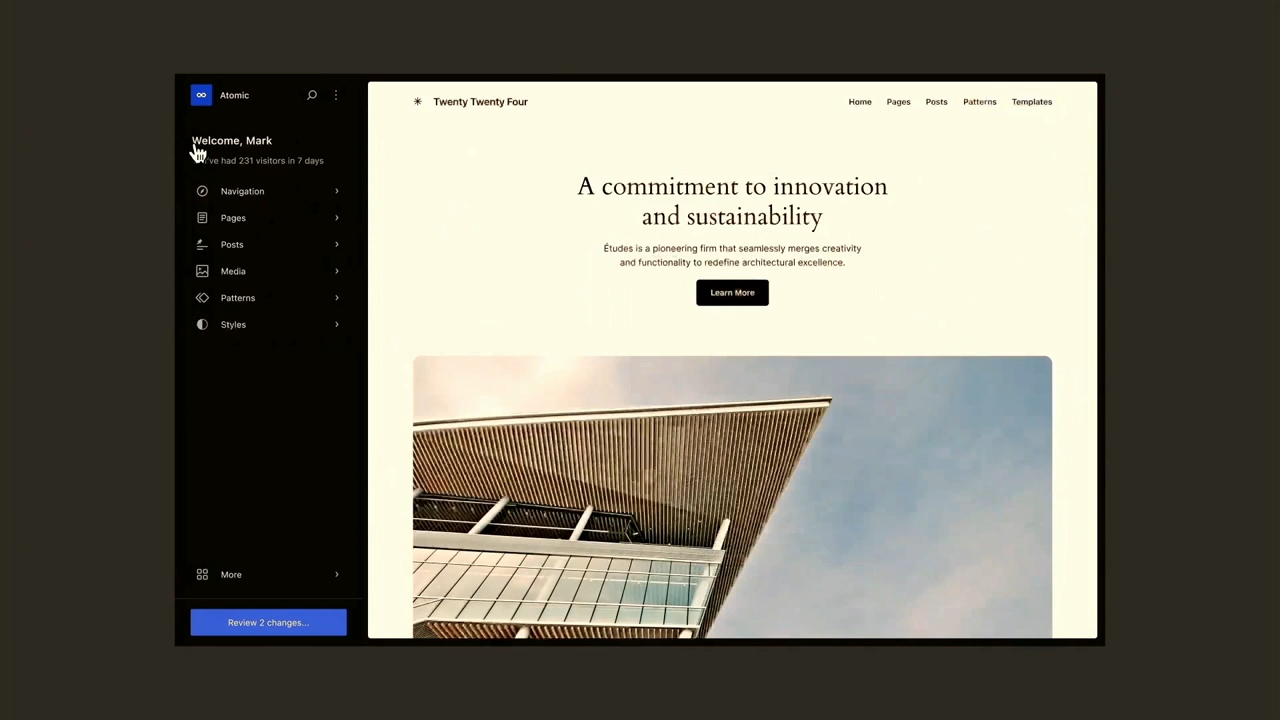 Atomic
Welcome, Mark
've had 231 visitors in 7 days
Navigation
Pages
Posts
Media
Patterns
Styles
More
Review 2 changes...
Twenty Twenty Four
Home Pages Posts Patterns Templates
A commitment to innovation
and sustainability
Études is a pioneering firm that seamlessly merges creativity
and functionality to redefine architectural excellence.
Learn More